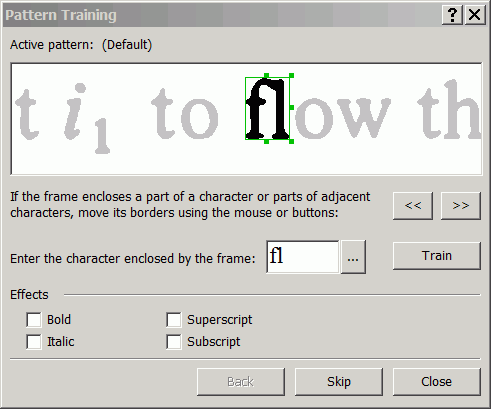 Pattern Training
Active pattern: (Default)
t i1 to flow th
If the frame encloses a part of a character or parts of adjacent
characters, move its borders using the mouse or buttons:
<< >>
Enter the character enclosed by the frame: fl ... Train
Effects
Bold Superscript
Italic Subscript
Back Skip Close